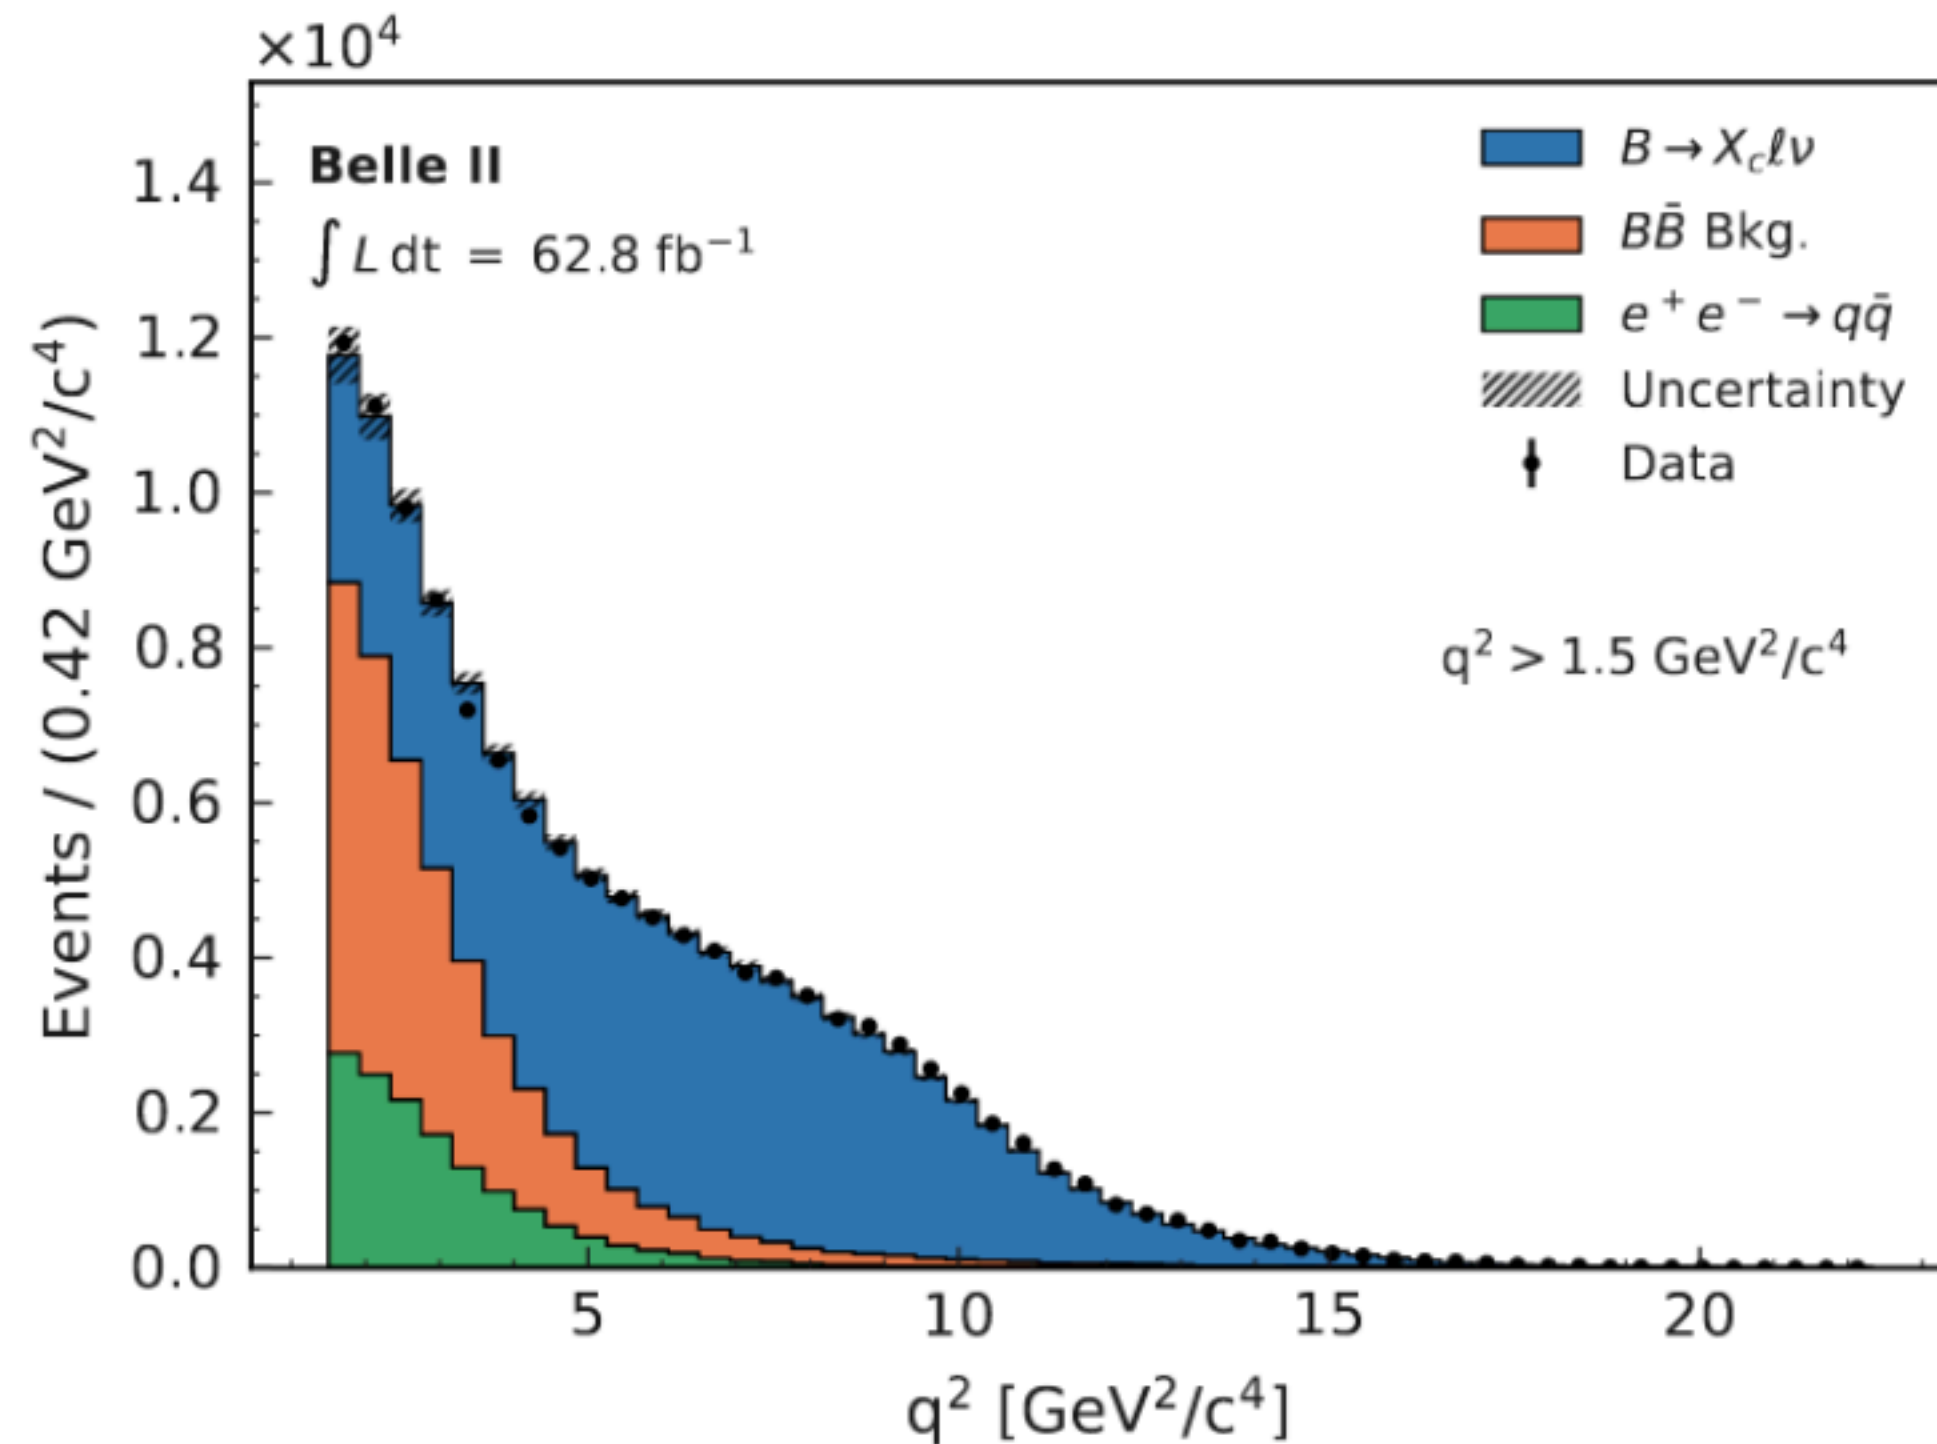 ×10⁴
Belle II
∫ L dt = 62.8 fb⁻¹
B → X_cℓν
BB̄ Bkg.
e⁺e⁻ → qq̄
Uncertainty
Data
q² > 1.5 GeV²/c⁴
Events / (0.42 GeV²/c⁴)
1.4
1.2
1.0
0.8
0.6
0.4
0.2
0.0
5 10 15 20
q² [GeV²/c⁴]